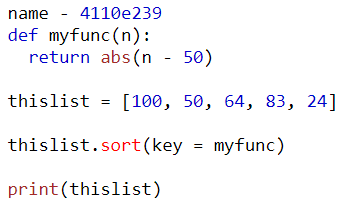 name - 4110e239
def myfunc(n):
  return abs(n - 50)

thislist = [100, 50, 64, 83, 24]

thislist.sort(key = myfunc)

print(thislist)